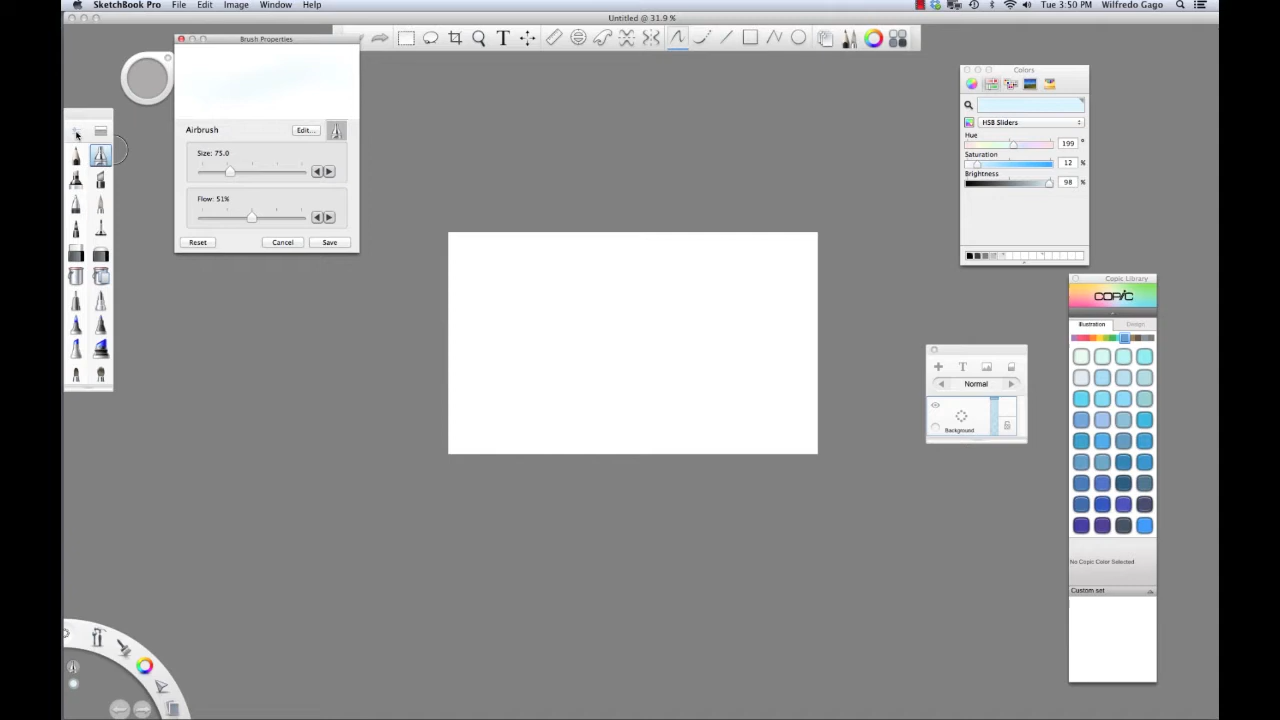 SketchBook Pro File Edit Image Window Help Tue 3:50 PM Wilfredo Gago
Untitled @ 31.9 %
Brush Properties
Airbrush Edit...
Size: 75.0
Flow: 51%
Reset Cancel Save
T
Colors
HSB Sliders
Hue
199 °
Saturation
12 %
Brightness
98 %
Copic Library
COPIC
Illustration Design
T
Normal
Background
No Copic Color Selected
Custom set